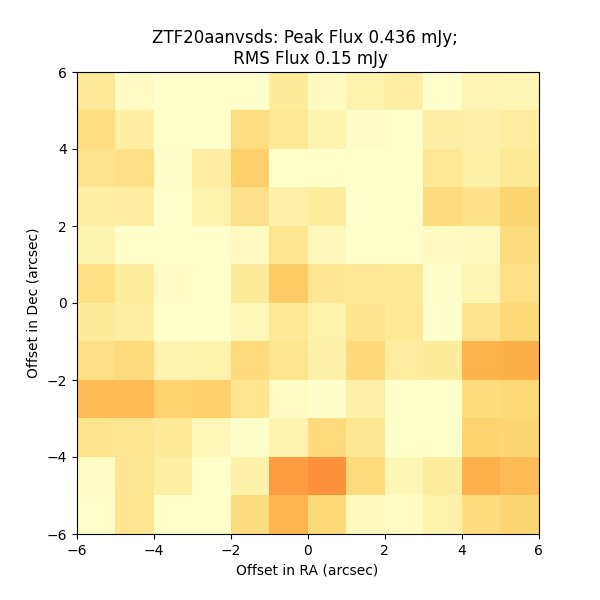 ZTF20aanvsds: Peak Flux 0.436 mJy;
RMS Flux 0.15 mJy
6
4
2
0
−2
−4
−6
Offset in Dec (arcsec)
−6 −4 −2 0 2 4 6
Offset in RA (arcsec)